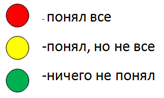 - понял все
-понял, но не все
-ничего не понял